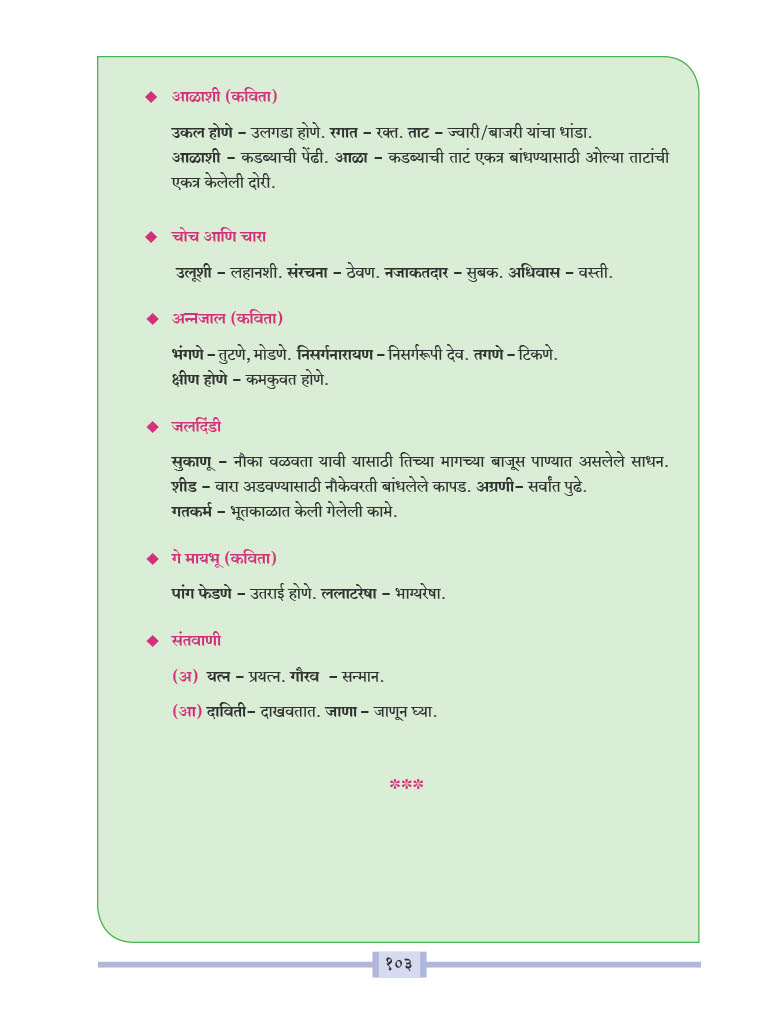 ◆ आळाशी (कविता)
उकल होणे – उलगडा होणे. रगात – रक्त. ताट – ज्वारी/बाजरी यांचा धांडा.
आळाशी – कडब्याची पेंढी. आळा – कडब्याची ताटं एकत्र बांधण्यासाठी ओल्या ताटांची
एकत्र केलेली दोरी.
◆ चोच आणि चारा
उलूशी – लहानशी. संरचना – ठेवण. नजाकतदार – सुबक. अधिवास – वस्ती.
◆ अन्नजाल (कविता)
भंगणे – तुटणे, मोडणे. निसर्गनारायण – निसर्गरूपी देव. तगणे – टिकणे.
क्षीण होणे – कमकुवत होणे.
◆ जलदिंडी
सुकाणू – नौका वळवता यावी यासाठी तिच्या मागच्या बाजूस पाण्यात असलेले साधन.
शीड – वारा अडवण्यासाठी नौकेवरती बांधलेले कापड. अग्रणी– सर्वांत पुढे.
गतकर्म – भूतकाळात केली गेलेली कामे.
◆ गे मायभू (कविता)
पांग फेडणे – उतराई होणे. ललाटरेषा – भाग्यरेषा.
◆ संतवाणी
(अ) यत्न – प्रयत्न. गौरव – सन्मान.
(आ) दाविती– दाखवतात. जाणा – जाणून घ्या.
***
१०३